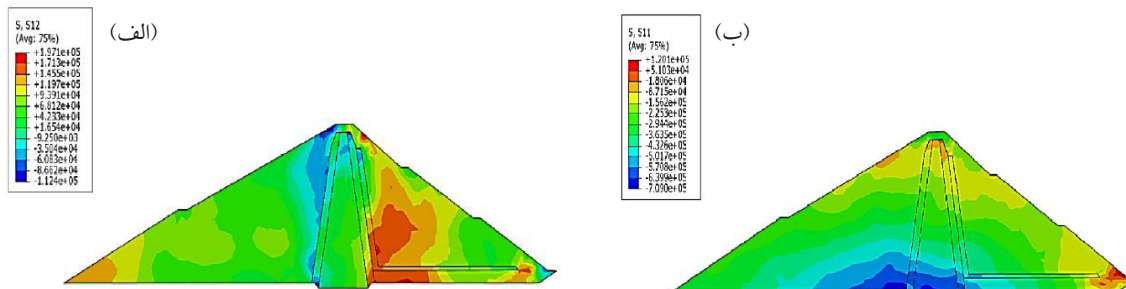 (الف)
S, S12
(Avg: 75%)
+1.971e+05
+1.713e+05
+1.455e+05
+1.197e+05
+9.391e+04
+6.812e+04
+4.233e+04
+1.654e+04
-9.250e+03
-3.504e+04
-6.083e+04
-8.662e+04
-1.124e+05
(ب)
S, S11
(Avg: 75%)
+1.201e+05
+5.103e+04
-1.806e+04
-8.715e+04
-1.562e+05
-2.253e+05
-2.944e+05
-3.635e+05
-4.326e+05
-5.017e+05
-5.708e+05
-6.399e+05
-7.090e+05